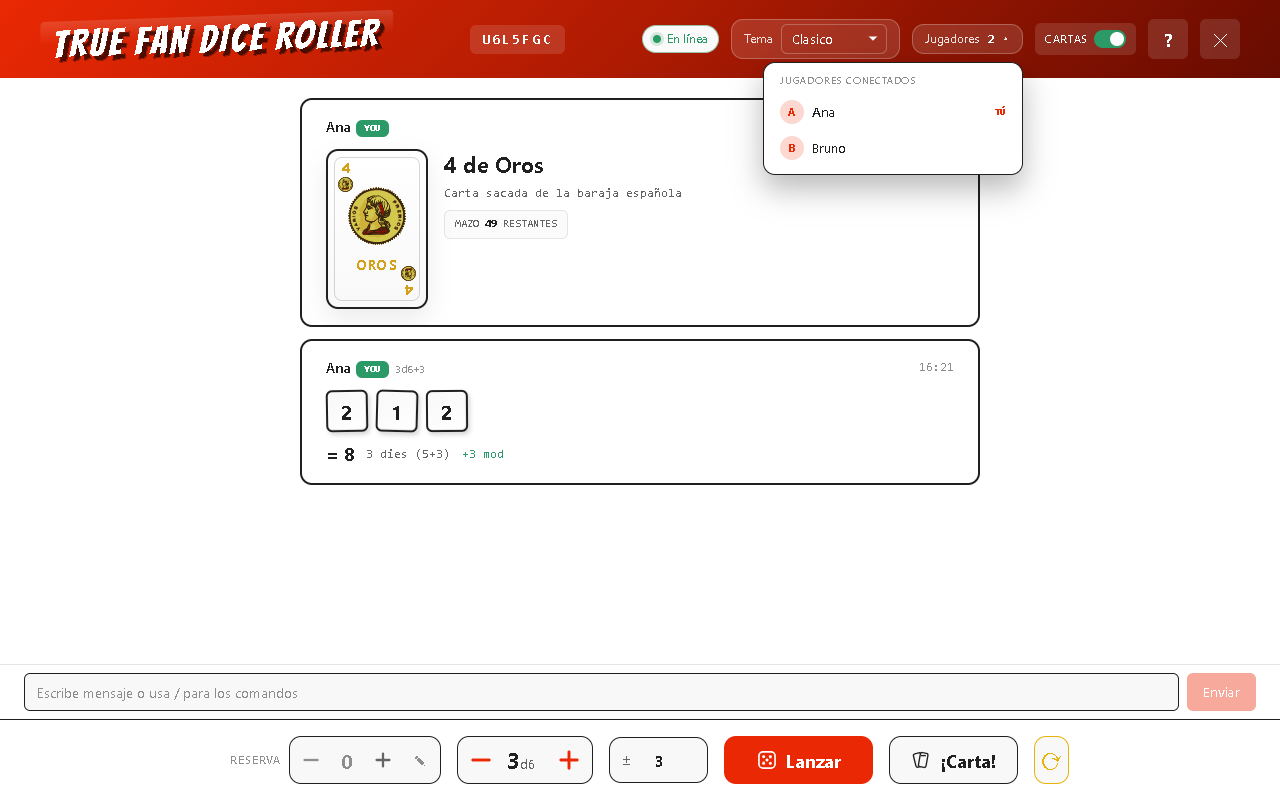 TRUE FAN DICE ROLLER
U6L5FGC
En línea
Tema Clasico
Jugadores 2
CARTAS
?
JUGADORES CONECTADOS
A Ana TÚ
B Bruno
Ana YOU
4
OROS
4
4 de Oros
Carta sacada de la baraja española
MAZO 49 RESTANTES
Ana YOU 3d6+3 16:21
2 1 2
= 8 3 dies (5+3) +3 mod
Escribe mensaje o usa / para los comandos
Enviar
RESERVA − 0 + − 3d6 + ± 3 Lanzar ¡Carta!